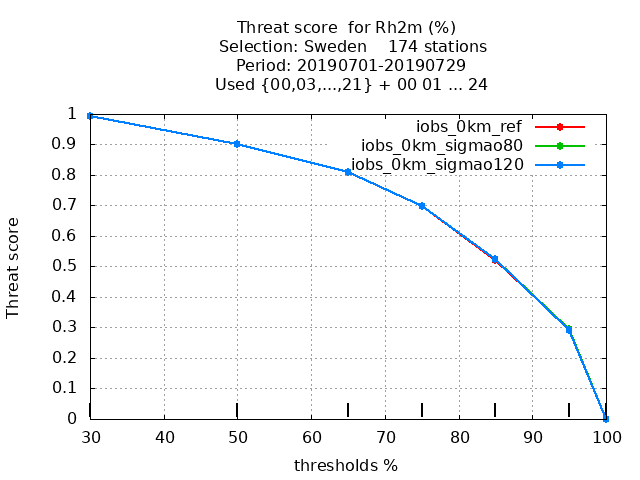 Threat score  for Rh2m (%)
Selection: Sweden    174 stations
Period: 20190701-20190729
Used {00,03,...,21} + 00 01 ... 24
iobs_0km_ref
iobs_0km_sigmao80
iobs_0km_sigmao120
Threat score
1
0.9
0.8
0.7
0.6
0.5
0.4
0.3
0.2
0.1
0
30 40 50 60 70 80 90 100
thresholds %